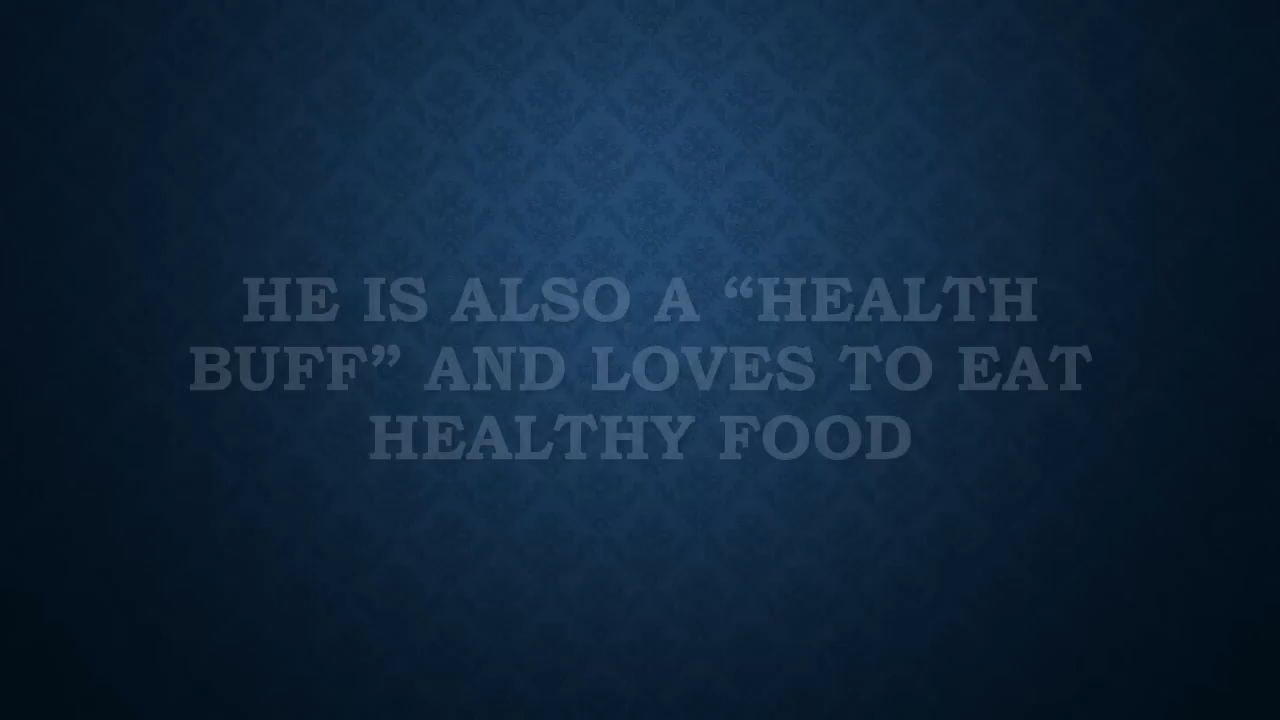 HE IS ALSO A “HEALTH
BUFF” AND LOVES TO EAT
HEALTHY FOOD